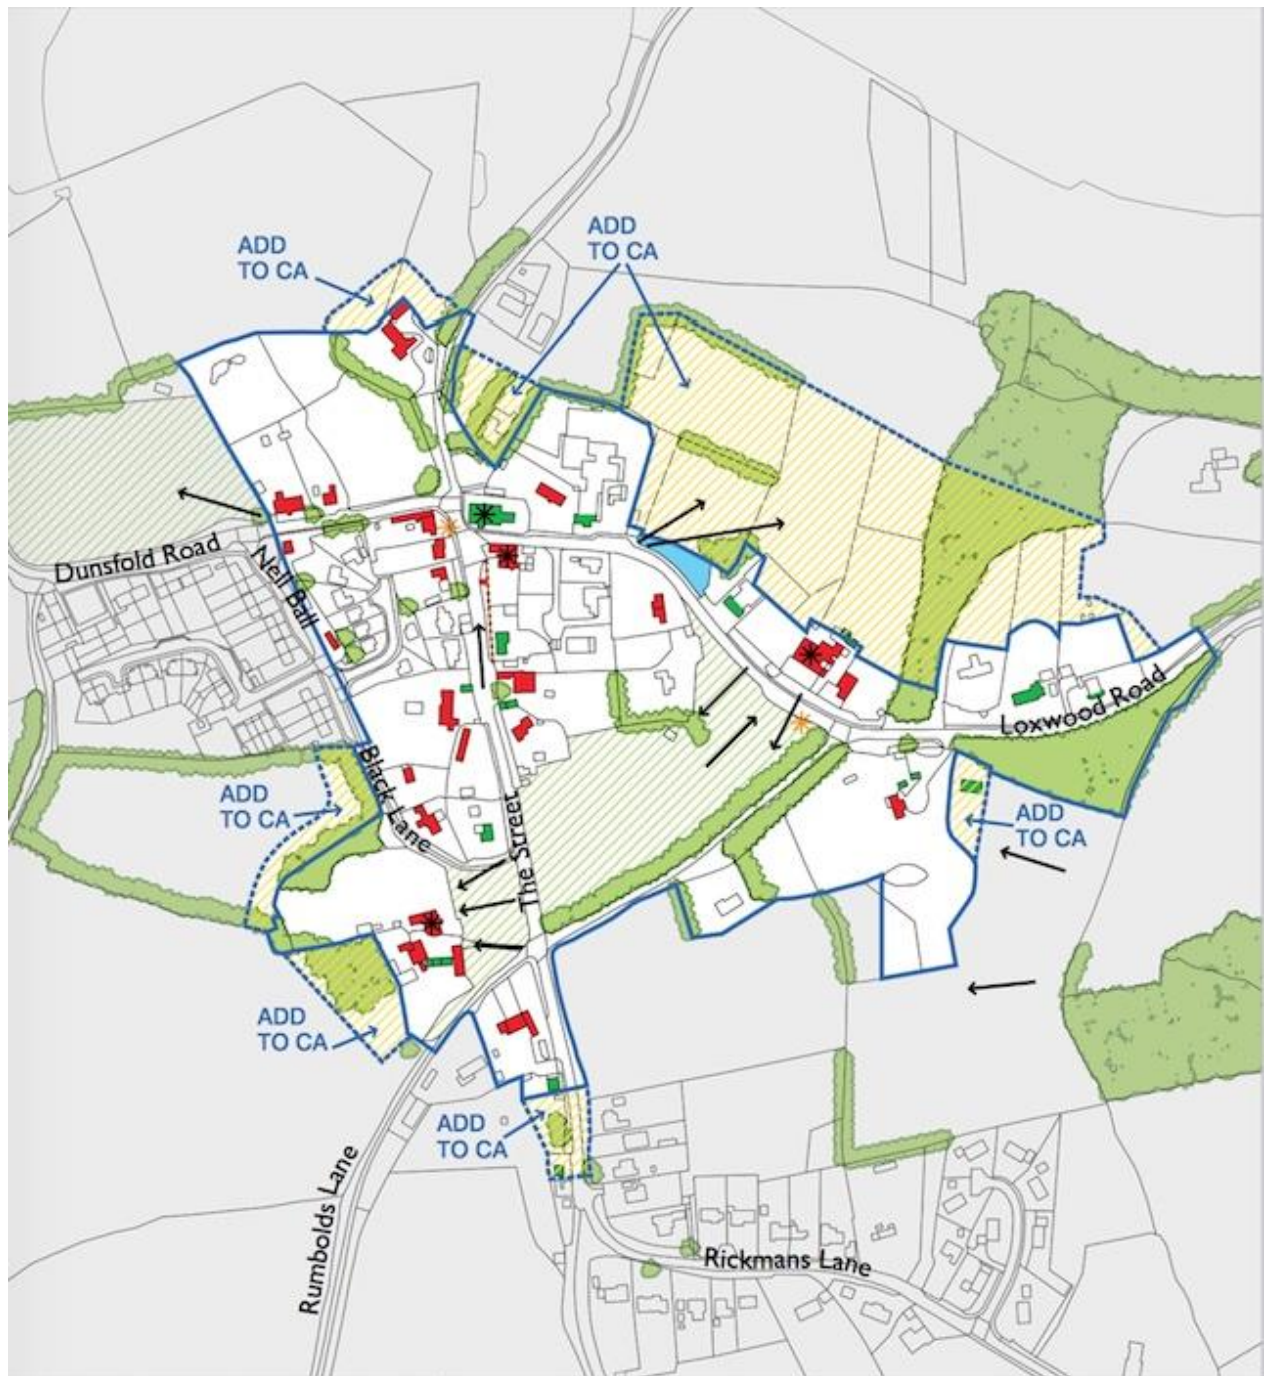 ADD
TO CA
ADD
TO CA
Dunsfold Road
Nell Ball
Loxwood Road
Black Lane
ADD
TO CA
The Street
ADD
TO CA
ADD
TO CA
ADD
TO CA
Rumbolds Lane
Rickmans Lane